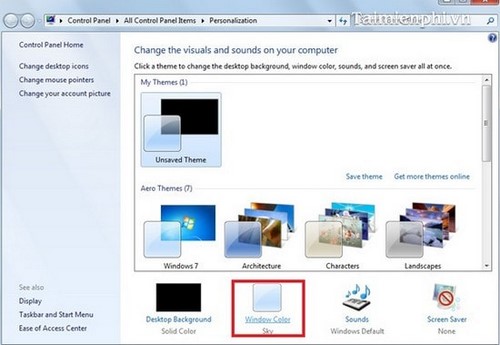 Taimienphi.vn
Control Panel ▸ All Control Panel Items ▸ Personalization
Control Panel Home
Change desktop icons
Change mouse pointers
Change your account picture
Change the visuals and sounds on your computer
Click a theme to change the desktop background, window color, sounds, and screen saver all at once.
My Themes (1)
Unsaved Theme
Save theme Get more themes online
Aero Themes (7)
Windows 7 Architecture Characters Landscapes
See also
Display
Taskbar and Start Menu
Ease of Access Center
Desktop Background
Solid Color
Window Color
Sky
Sounds
Windows Default
Screen Saver
None